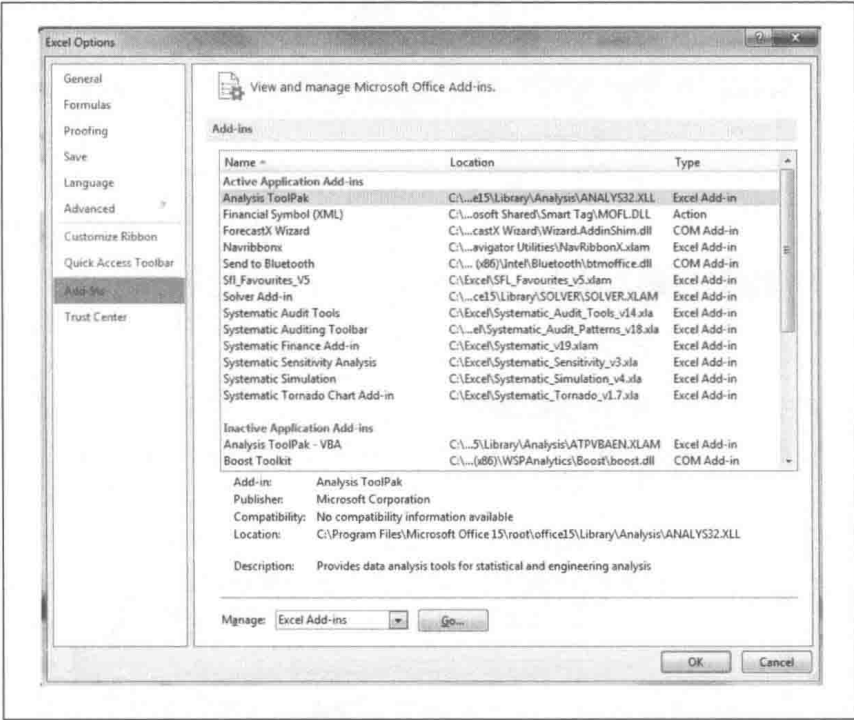 Excel Options
General
Formulas
Proofing
Save
Language
Advanced
Customize Ribbon
Quick Access Toolbar
Add-Ins
Trust Center
View and manage Microsoft Office Add-ins.
Add-ins
Name Location Type
Active Application Add-ins
Analysis ToolPak C:\...e15\Library\Analysis\ANALYS32.XLL Excel Add-in
Financial Symbol (XML) C:\...osoft Shared\Smart Tag\MOFL.DLL Action
ForecastX Wizard C:\...castX Wizard\Wizard.AddinShim.dll COM Add-in
Navribbonx C:\...avigator Utilities\NavRibbonX.xlam Excel Add-in
Send to Bluetooth C:\... (x86)\Intel\Bluetooth\btmoffice.dll COM Add-in
Sfl_Favourites_V5 C:\Excel\SFL_Favourites_v5.xlam Excel Add-in
Solver Add-in C:\...ce15\Library\SOLVER\SOLVER.XLAM Excel Add-in
Systematic Audit Tools C:\Excel\Systematic_Audit_Tools_v14.xla Excel Add-in
Systematic Auditing Toolbar C:\...el\Systematic_Audit_Patterns_v18.xla Excel Add-in
Systematic Finance Add-in C:\Excel\Systematic_v19.xlam Excel Add-in
Systematic Sensitivity Analysis C:\Excel\Systematic_Sensitivity_v3.xla Excel Add-in
Systematic Simulation C:\Excel\Systematic_Simulation_v4.xla Excel Add-in
Systematic Tornado Chart Add-in C:\Excel\Systematic_Tornado_v1.7.xla Excel Add-in
Inactive Application Add-ins
Analysis ToolPak - VBA C:\...5\Library\Analysis\ATPVBAEN.XLAM Excel Add-in
Boost Toolkit C:\...(x86)\WSPAnalytics\Boost\boost.dll COM Add-in
Add-in: Analysis ToolPak
Publisher: Microsoft Corporation
Compatibility: No compatibility information available
Location: C:\Program Files\Microsoft Office 15\root\office15\Library\Analysis\ANALYS32.XLL
Description: Provides data analysis tools for statistical and engineering analysis
Manage: Excel Add-ins Go...
OK Cancel